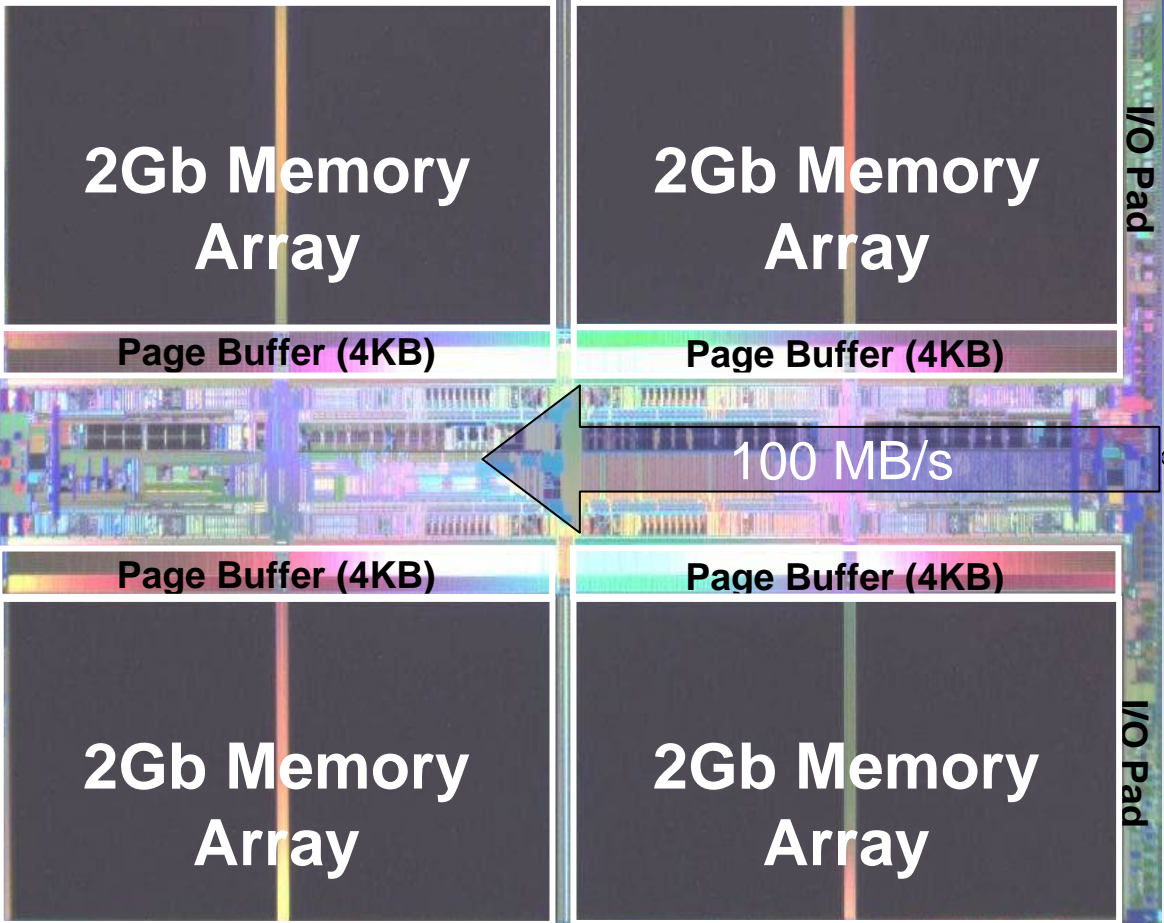 2Gb Memory
Array
2Gb Memory
Array
I/O Pad
Page Buffer (4KB)
Page Buffer (4KB)
100 MB/s
Page Buffer (4KB)
Page Buffer (4KB)
2Gb Memory
Array
2Gb Memory
Array
I/O Pad